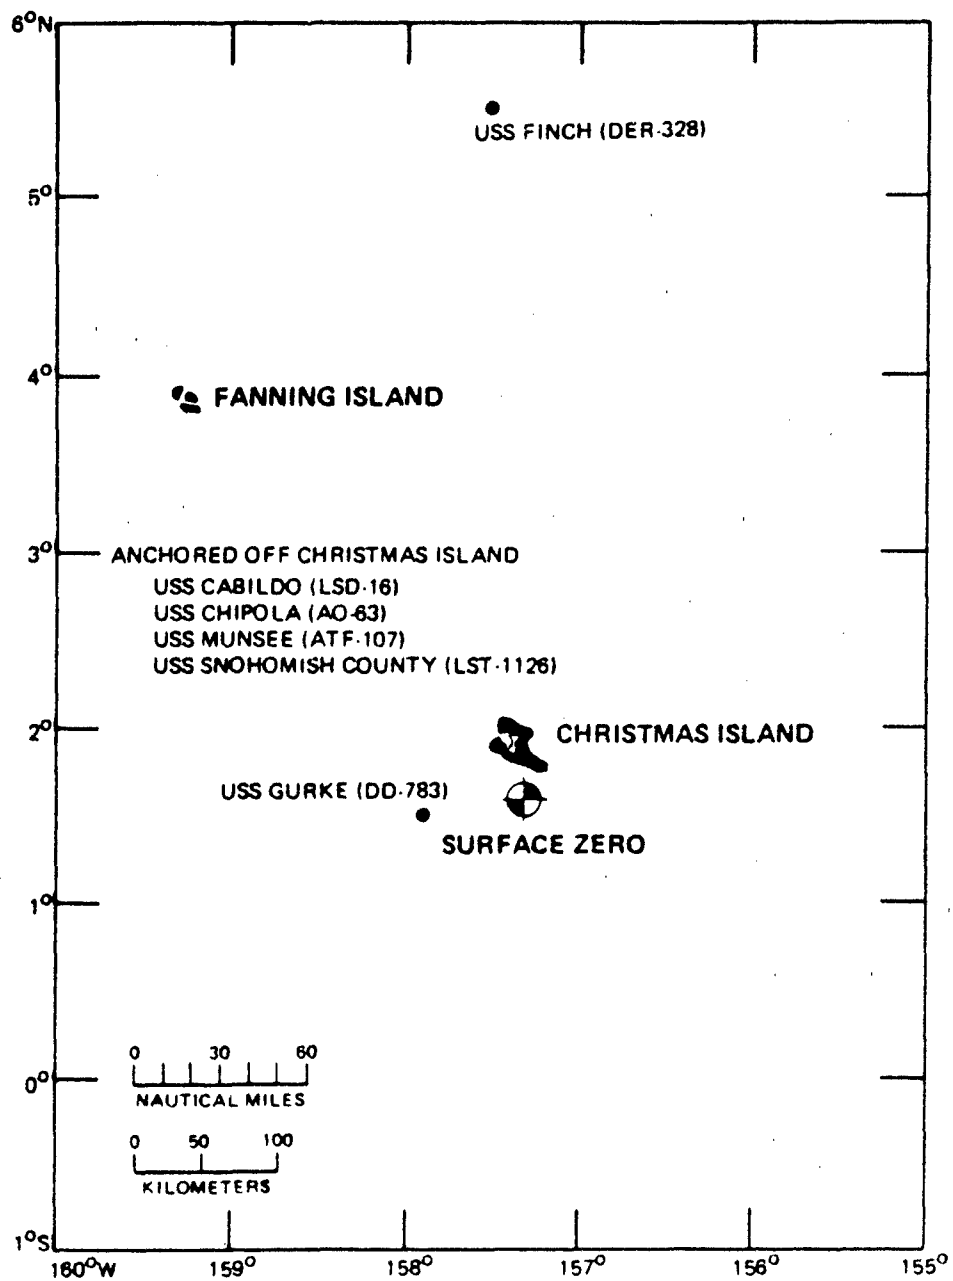 6°N
USS FINCH (DER-328)
5°
4°
FANNING ISLAND
3°
ANCHORED OFF CHRISTMAS ISLAND
USS CABILDO (LSD-16)
USS CHIPOLA (AO-63)
USS MUNSEE (ATF-107)
USS SNOHOMISH COUNTY (LST-1126)
2°
CHRISTMAS ISLAND
USS GURKE (DD-783)
SURFACE ZERO
1°
0 30 60
0°
NAUTICAL MILES
0 50 100
KILOMETERS
1°S
160°W 159° 158° 157° 156° 155°